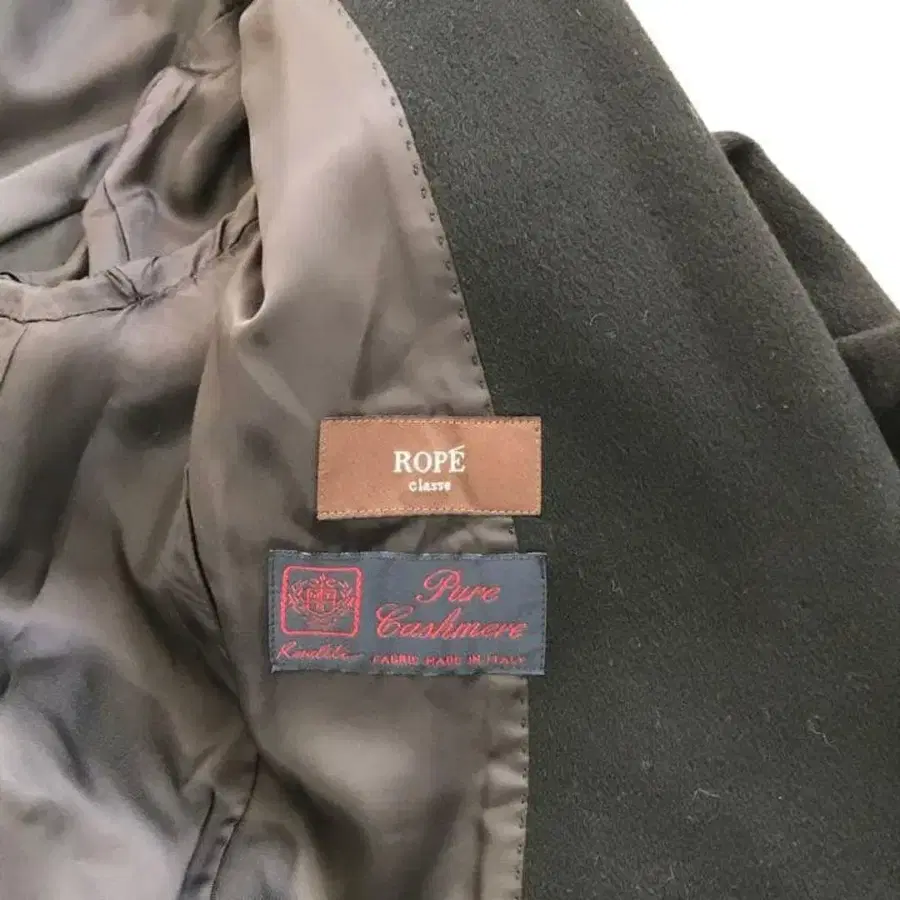 ROPÉ
classe
Pure
Cashmere
FABRIC MADE IN ITALY